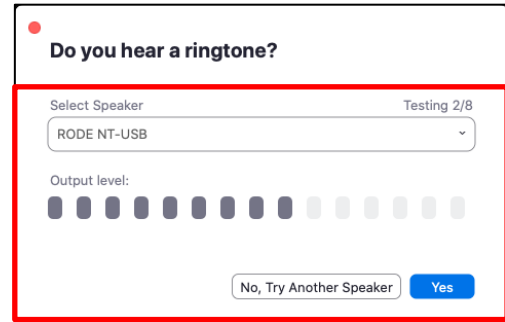 Do you hear a ringtone?
Select Speaker Testing 2/8
RODE NT-USB
Output level:
No, Try Another Speaker Yes